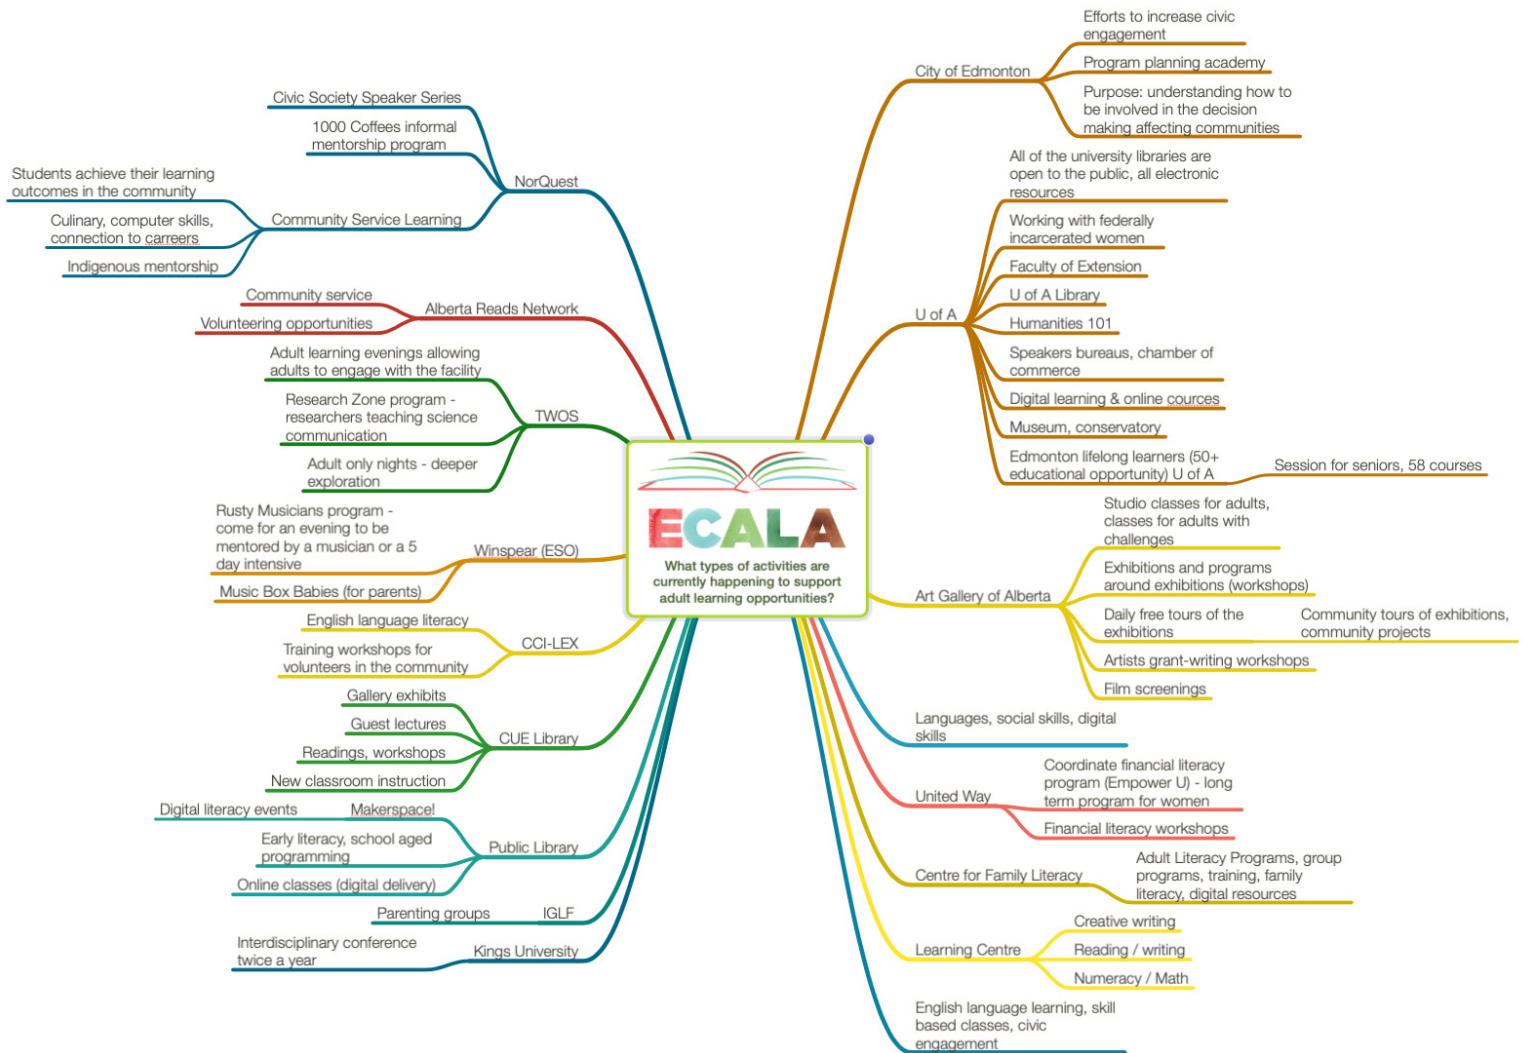 ECALA
What types of activities are
currently happening to support
adult learning opportunities?
City of Edmonton
Efforts to increase civic
engagement
Program planning academy
Purpose: understanding how to
be involved in the decision
making affecting communities
U of A
All of the university libraries are
open to the public, all electronic
resources
Working with federally
incarcerated women
Faculty of Extension
U of A Library
Humanities 101
Speakers bureaus, chamber of
commerce
Digital learning & online cources
Museum, conservatory
Edmonton lifelong learners (50+
educational opportunity) U of A
Session for seniors, 58 courses
Art Gallery of Alberta
Studio classes for adults,
classes for adults with
challenges
Exhibitions and programs
around exhibitions (workshops)
Daily free tours of the
exhibitions
Community tours of exhibitions,
community projects
Artists grant-writing workshops
Film screenings
Languages, social skills, digital
skills
United Way
Coordinate financial literacy
program (Empower U) - long
term program for women
Financial literacy workshops
Centre for Family Literacy
Adult Literacy Programs, group
programs, training, family
literacy, digital resources
Learning Centre
Creative writing
Reading / writing
Numeracy / Math
English language learning, skill
based classes, civic
engagement
NorQuest
Civic Society Speaker Series
1000 Coffees informal
mentorship program
Community Service Learning
Students achieve their learning
outcomes in the community
Culinary, computer skills,
connection to carreers
Indigenous mentorship
Alberta Reads Network
Community service
Volunteering opportunities
TWOS
Adult learning evenings allowing
adults to engage with the facility
Research Zone program -
researchers teaching science
communication
Adult only nights - deeper
exploration
Winspear (ESO)
Rusty Musicians program -
come for an evening to be
mentored by a musician or a 5
day intensive
Music Box Babies (for parents)
CCI-LEX
English language literacy
Training workshops for
volunteers in the community
CUE Library
Gallery exhibits
Guest lectures
Readings, workshops
New classroom instruction
Public Library
Makerspace!
Digital literacy events
Early literacy, school aged
programming
Online classes (digital delivery)
IGLF
Parenting groups
Kings University
Interdisciplinary conference
twice a year